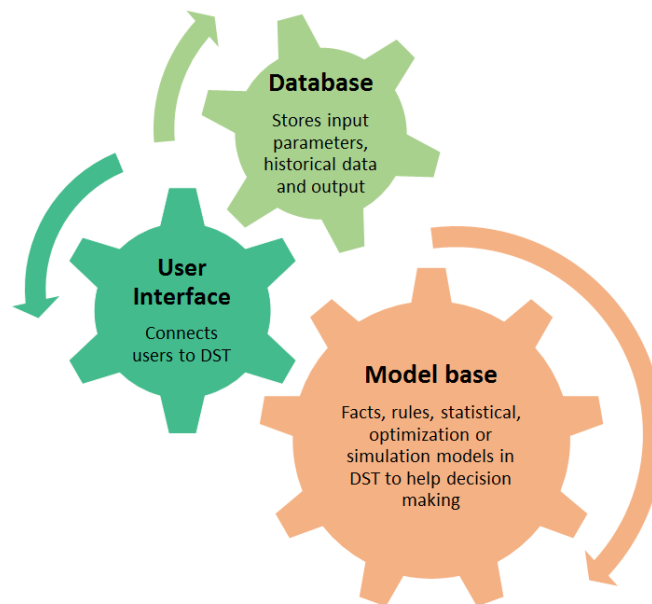 Database
Stores input
parameters,
historical data
and output
User
Interface
Connects
users to DST
Model base
Facts, rules, statistical,
optimization or
simulation models in
DST to help decision
making